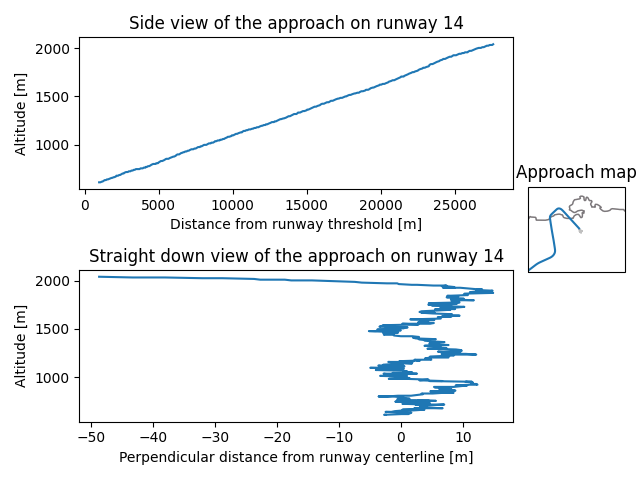 Side view of the approach on runway 14
2000
1500
1000
Altitude [m]
0 5000 10000 15000 20000 25000
Distance from runway threshold [m]
Approach map
Straight down view of the approach on runway 14
2000
1500
1000
Altitude [m]
−50 −40 −30 −20 −10 0 10
Perpendicular distance from runway centerline [m]